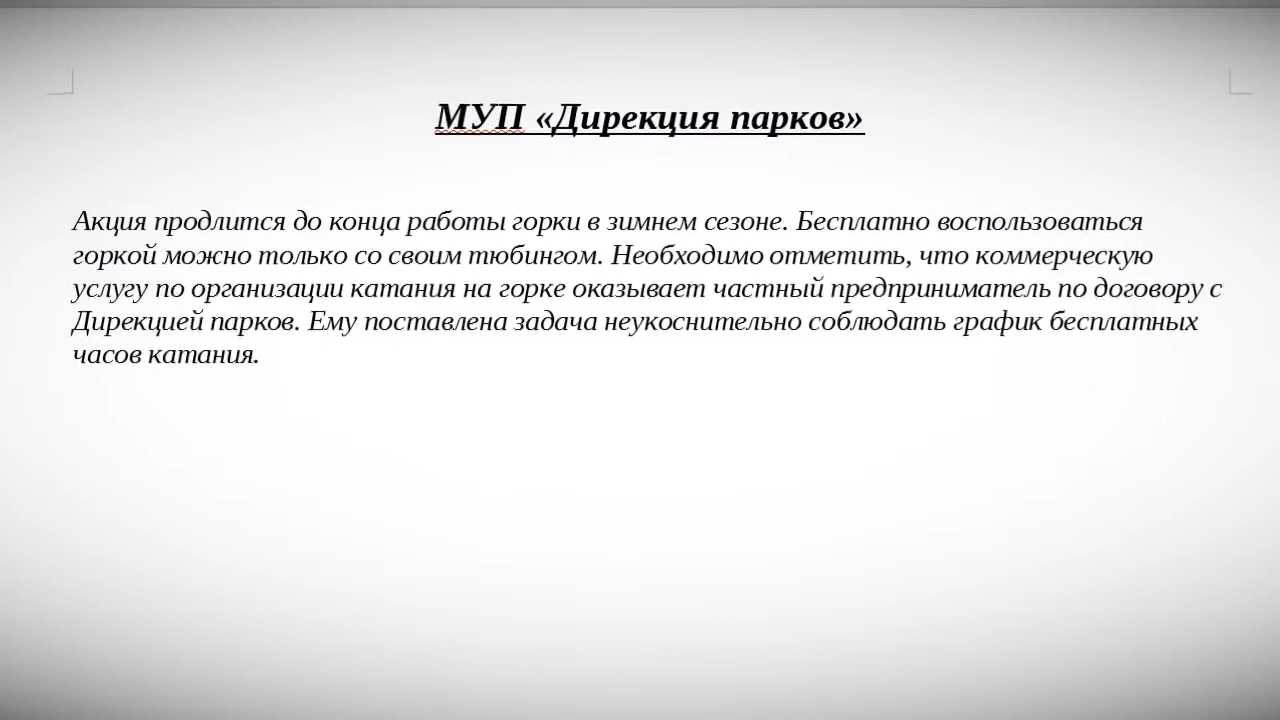 МУП «Дирекция парков»
Акция продлится до конца работы горки в зимнем сезоне. Бесплатно воспользоваться
горкой можно только со своим тюбингом. Необходимо отметить, что коммерческую
услугу по организации катания на горке оказывает частный предприниматель по договору с
Дирекцией парков. Ему поставлена задача неукоснительно соблюдать график бесплатных
часов катания.